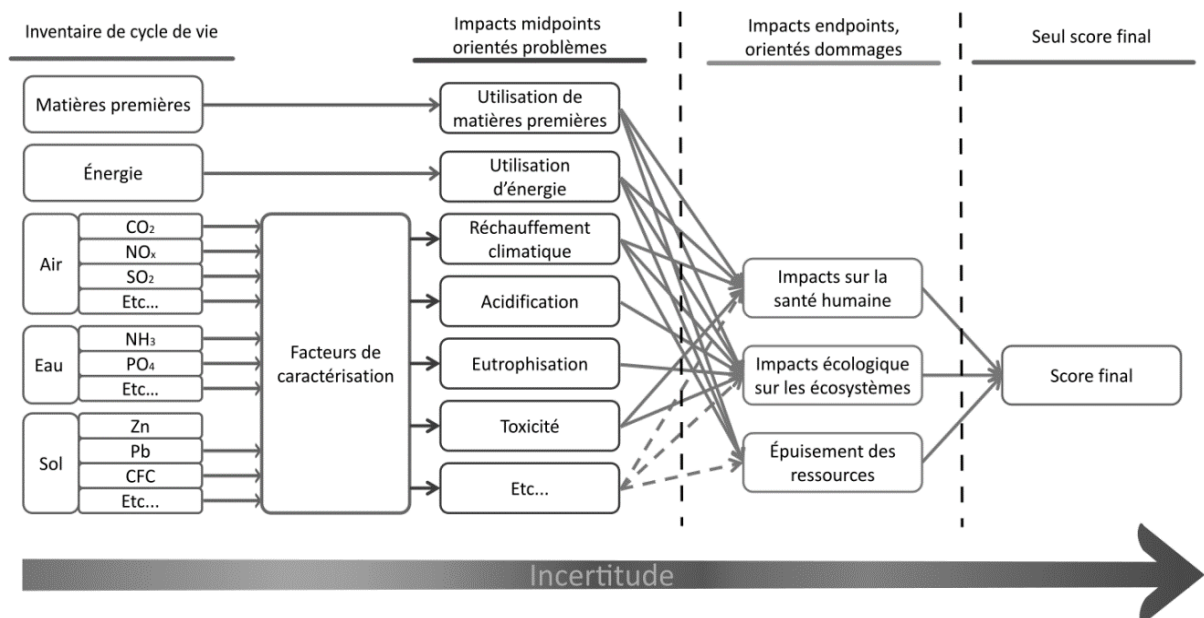 Inventaire de cycle de vie
Impacts midpoints
orientés problèmes
Impacts endpoints,
orientés dommages
Seul score final
Matières premières
Énergie
Air
CO₂
NOₓ
SO₂
Etc...
Eau
NH₃
PO₄
Etc...
Sol
Zn
Pb
CFC
Etc...
Facteurs de
caractérisation
Utilisation de
matières premières
Utilisation
d’énergie
Réchauffement
climatique
Acidification
Eutrophisation
Toxicité
Etc...
Impacts sur la
santé humaine
Impacts écologique
sur les écosystèmes
Épuisement des
ressources
Score final
Incertitude